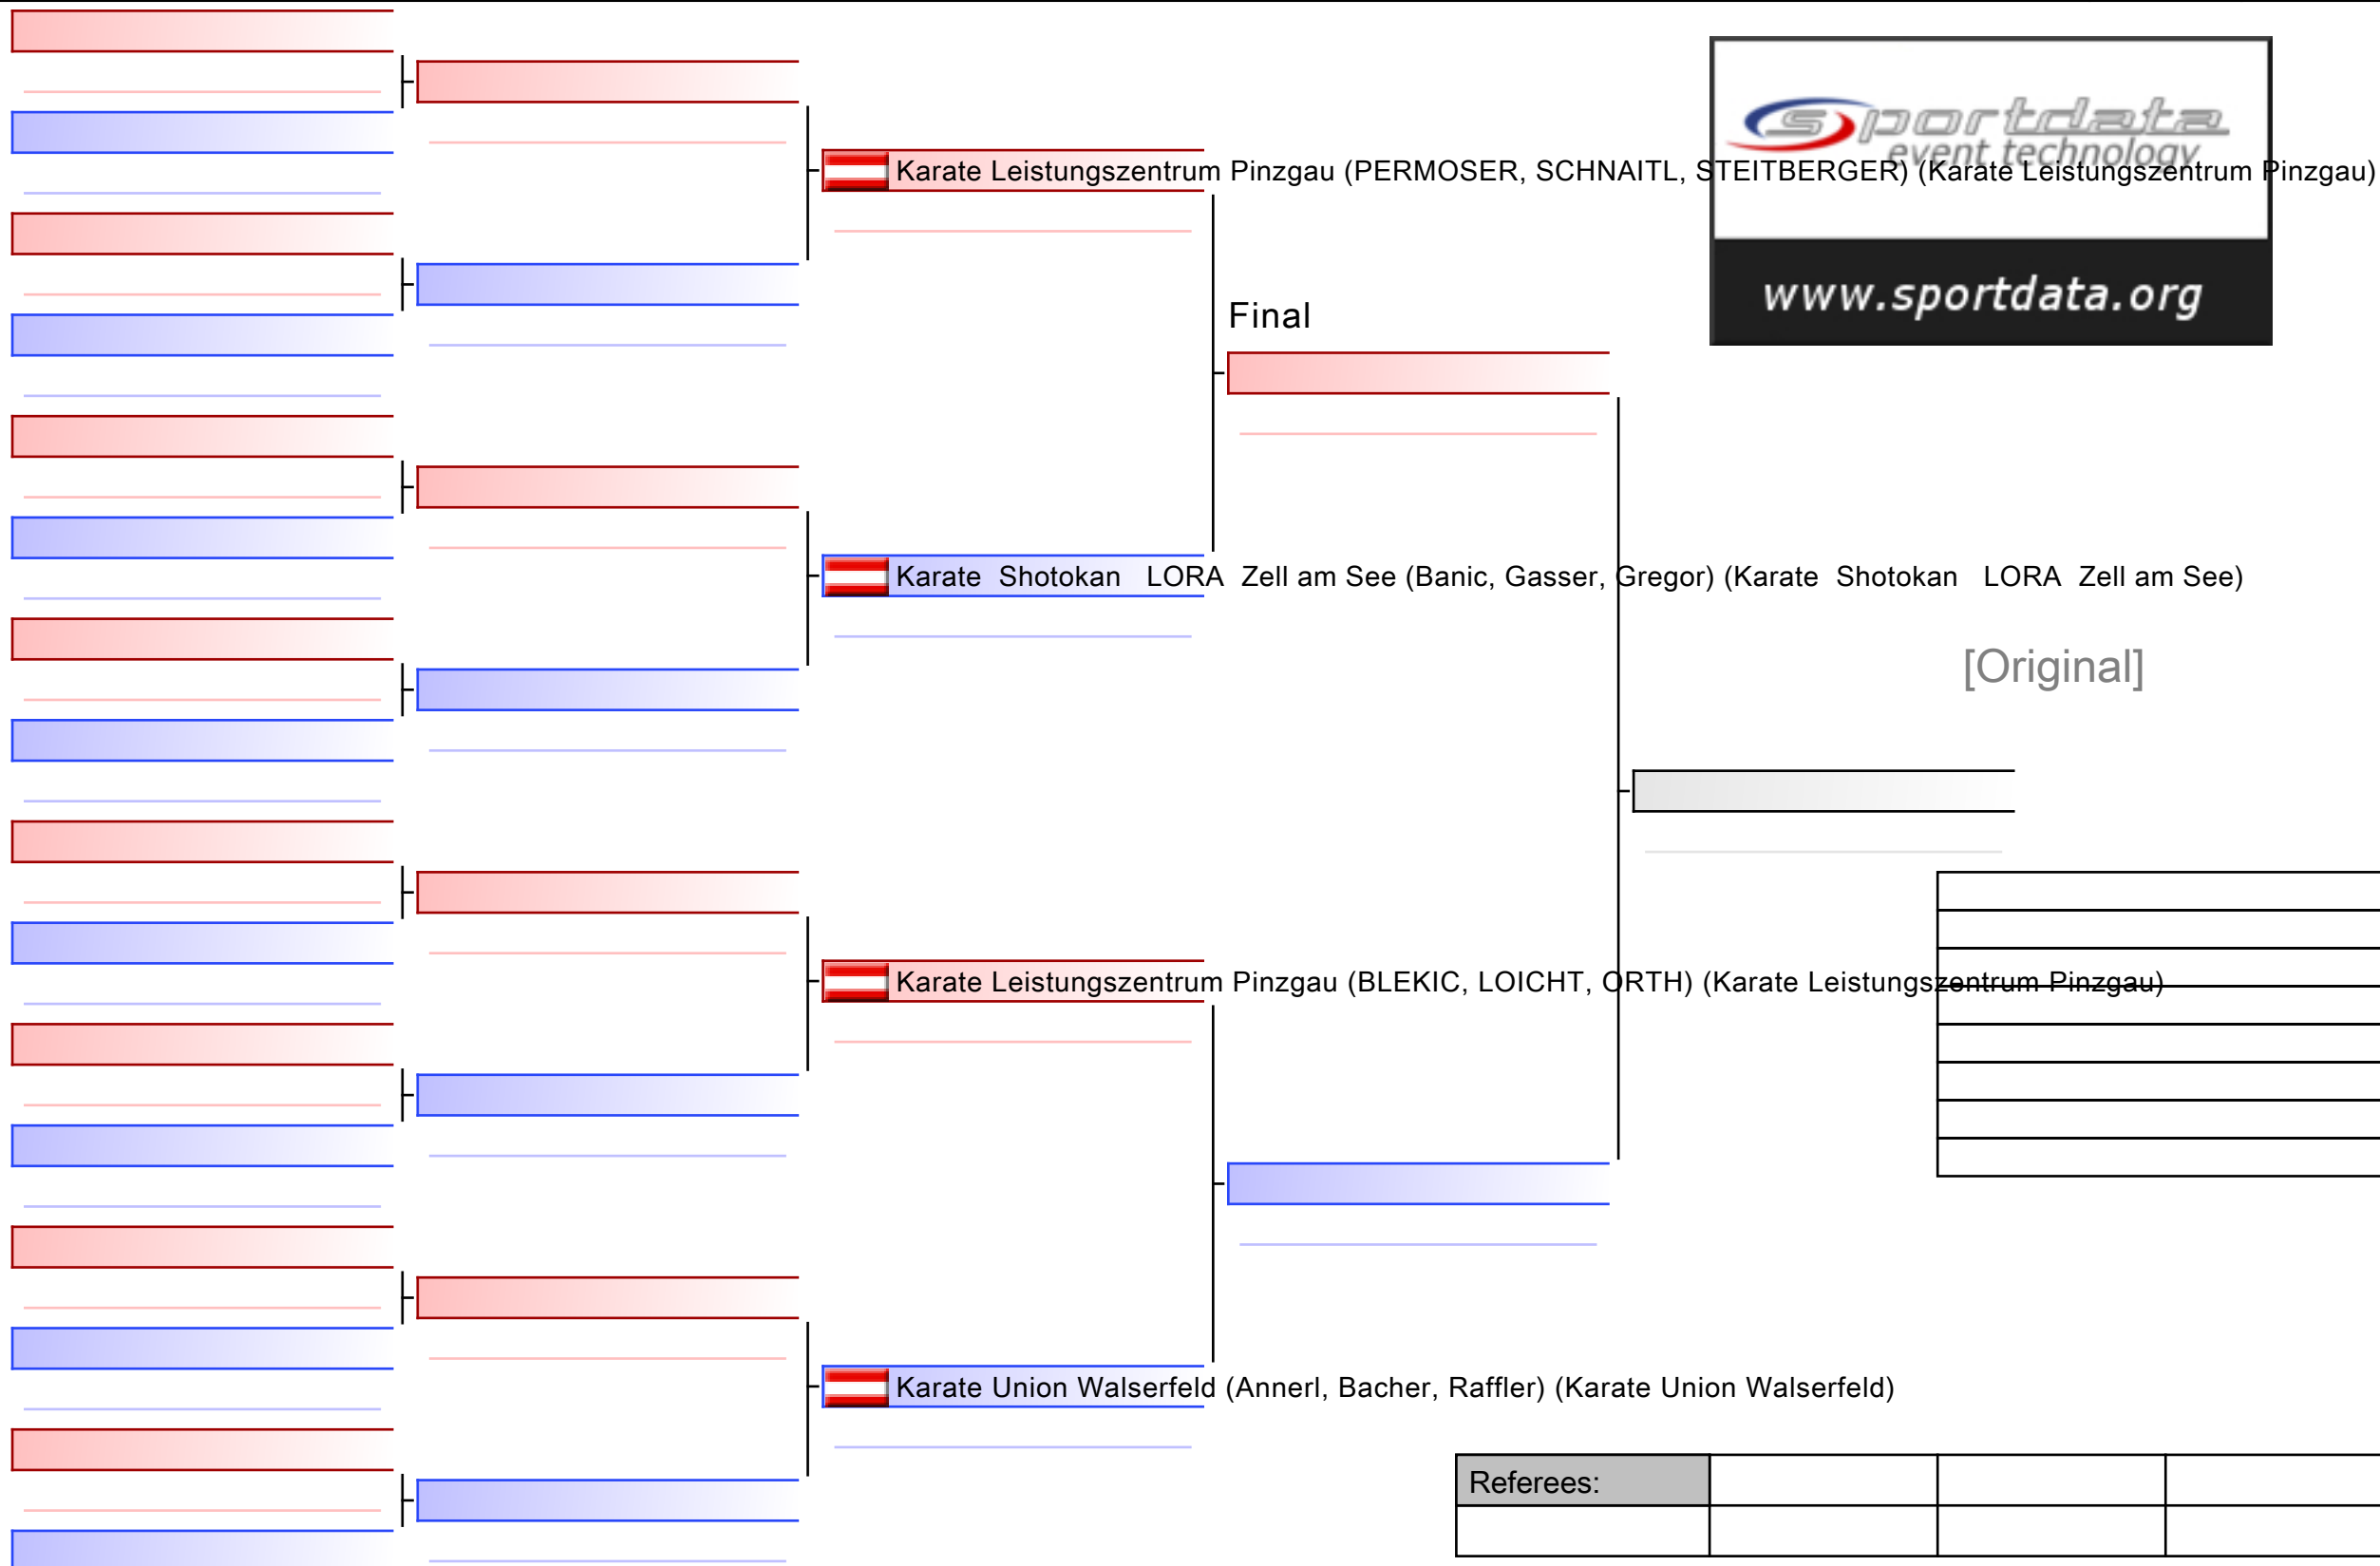 sportdata
event technology
Karate Leistungszentrum Pinzgau (PERMOSER, SCHNAITL, STEITBERGER) (Karate Leistungszentrum Pinzgau)
www.sportdata.org
Final
Karate  Shotokan   LORA  Zell am See (Banic, Gasser, Gregor) (Karate  Shotokan   LORA  Zell am See)
[Original]
Karate Leistungszentrum Pinzgau (BLEKIC, LOICHT, ORTH) (Karate Leistungszentrum Pinzgau)
Karate Union Walserfeld (Annerl, Bacher, Raffler) (Karate Union Walserfeld)
Referees: